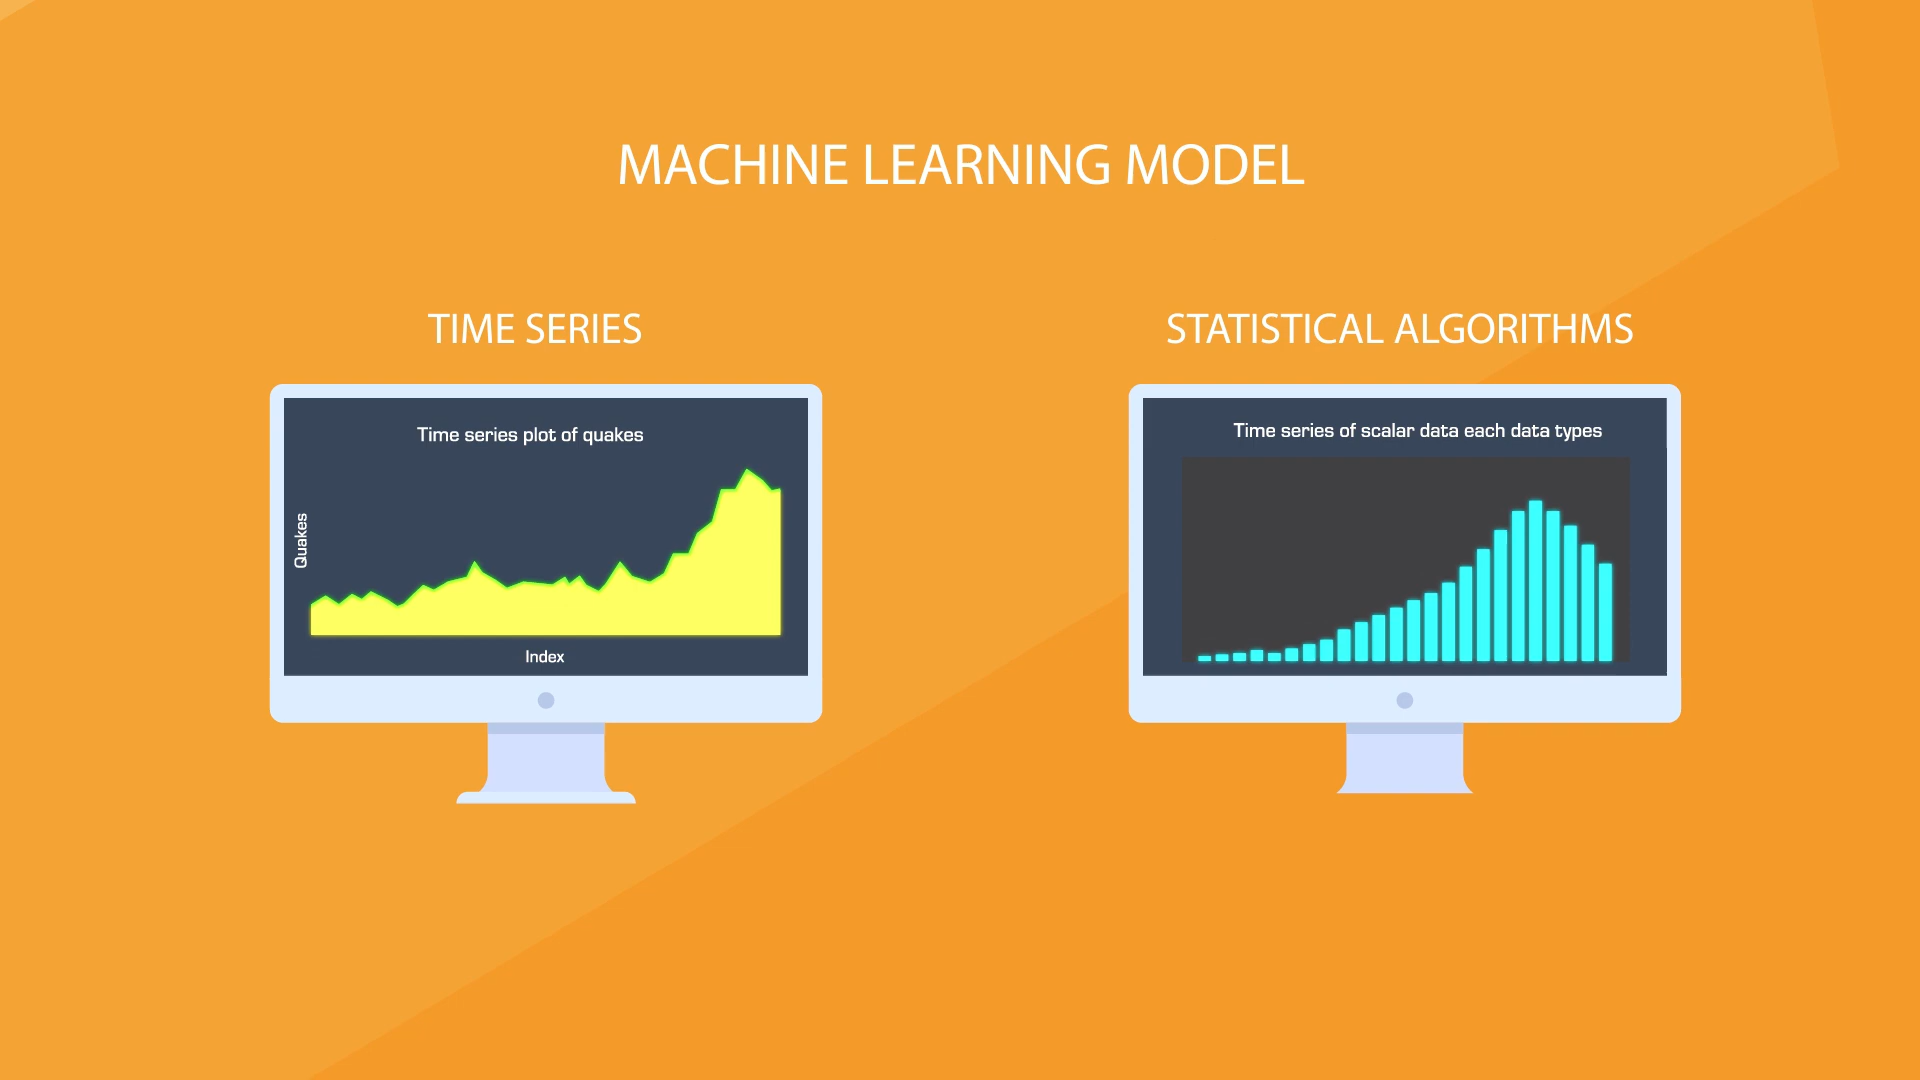 MACHINE LEARNING MODEL
TIME SERIES
STATISTICAL ALGORITHMS
Time series plot of quakes
Quakes
Index
Time series of scalar data each data types